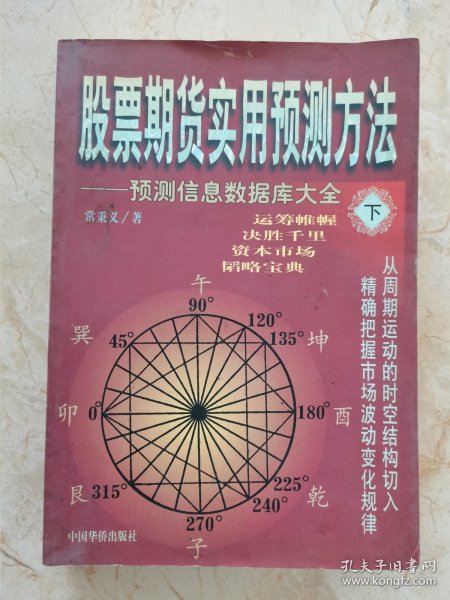 股票期货实用预测方法
——预测信息数据库大全
下
常秉义/著
运筹帷幄
决胜千里
资本市场
韬略宝典
从周期运动的时空结构切入
精确把握市场波动变化规律
午
90°
120°
135°
坤
巽
45°
卯
0°
180°
酉
艮
315°
225°
乾
240°
270°
子
中国华侨出版社
孔夫子旧书网
www.kongfz.com